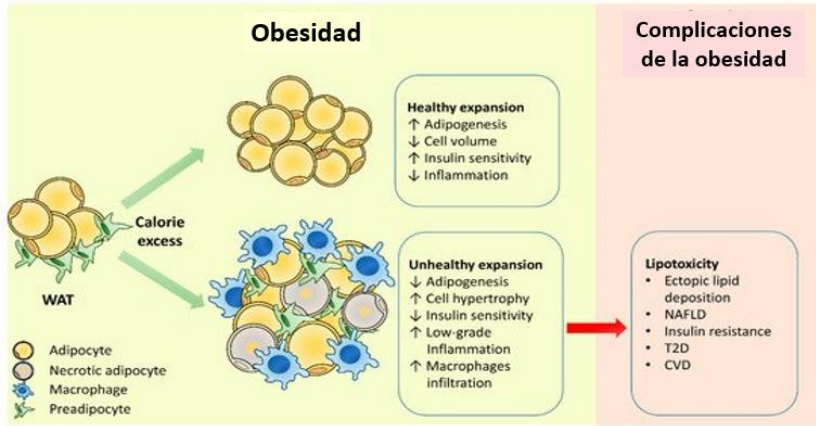 Obesidad
Complicaciones
de la obesidad
Healthy expansion
↑ Adipogenesis
↓ Cell volume
↑ Insulin sensitivity
↓ Inflammation
Calorie
excess
WAT
Unhealthy expansion
↓ Adipogenesis
↑ Cell hypertrophy
↓ Insulin sensitivity
↑ Low-grade
Inflammation
↑ Macrophages
infiltration
Lipotoxicity
• Ectopic lipid
deposition
• NAFLD
• Insulin resistance
• T2D
• CVD
Adipocyte
Necrotic adipocyte
Macrophage
Preadipocyte